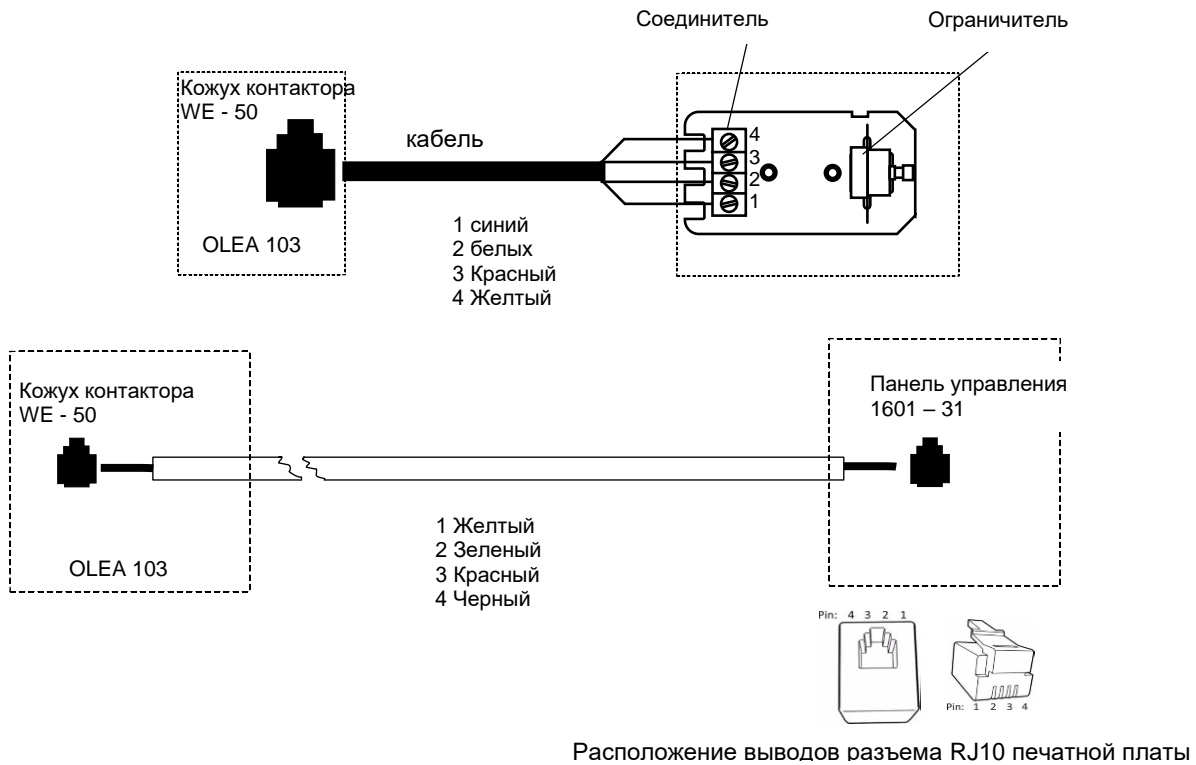 Соединитель
Ограничитель
Кожух контактора
WE - 50
кабель
4
3
2
1
OLEA 103
1 синий
2 белых
3 Красный
4 Желтый
Кожух контактора
WE - 50
Панель управления
1601 – 31
1 Желтый
2 Зеленый
3 Красный
4 Черный
OLEA 103
Pin: 4 3 2 1
Pin: 1 2 3 4
Расположение выводов разъема RJ10 печатной платы